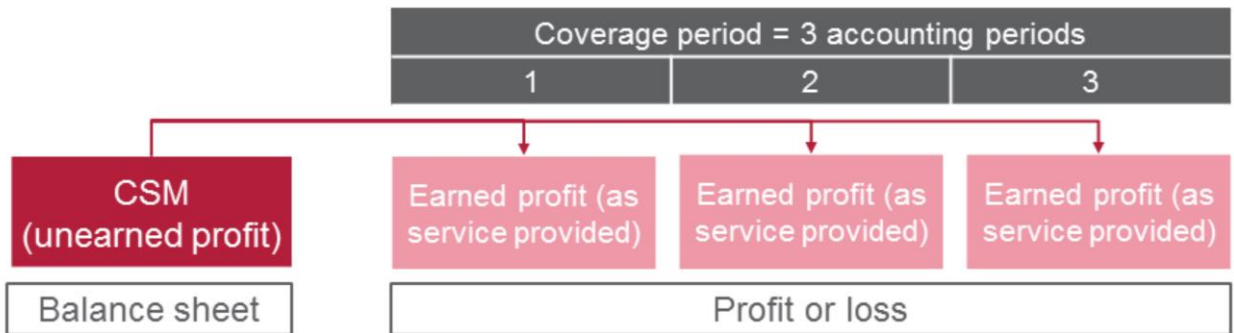 Coverage period = 3 accounting periods
1 2 3
CSM
(unearned profit)
Earned profit (as
service provided)
Earned profit (as
service provided)
Earned profit (as
service provided)
Balance sheet
Profit or loss